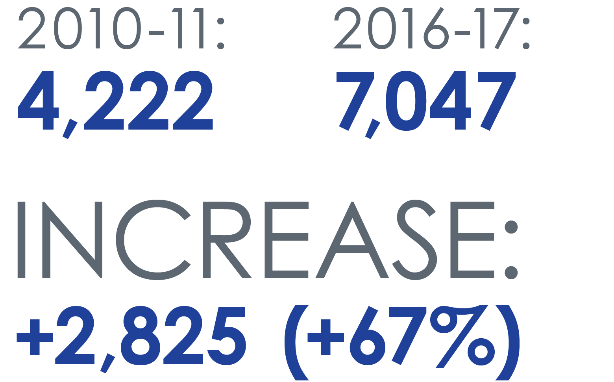 2010-11: 2016-17:
4,222 7,047
INCREASE:
+2,825 (+67%)